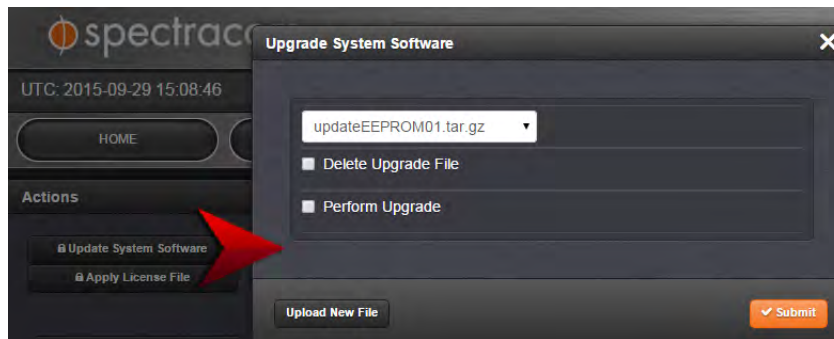 spectrac
UTC: 2015-09-29 15:08:46
HOME
Actions
Update System Software
Apply License File
Upgrade System Software
updateEEPROM01.tar.gz
Delete Upgrade File
Perform Upgrade
Upload New File
Submit